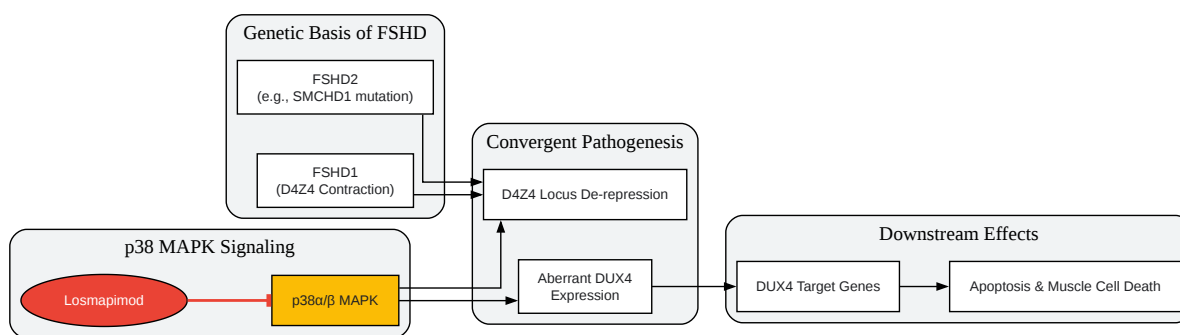 Genetic Basis of FSHD
FSHD2
(e.g., SMCHD1 mutation)
FSHD1
(D4Z4 Contraction)
Convergent Pathogenesis
D4Z4 Locus De-repression
Aberrant DUX4
Expression
p38 MAPK Signaling
Losmapimod
p38α/β MAPK
Downstream Effects
DUX4 Target Genes
Apoptosis & Muscle Cell Death